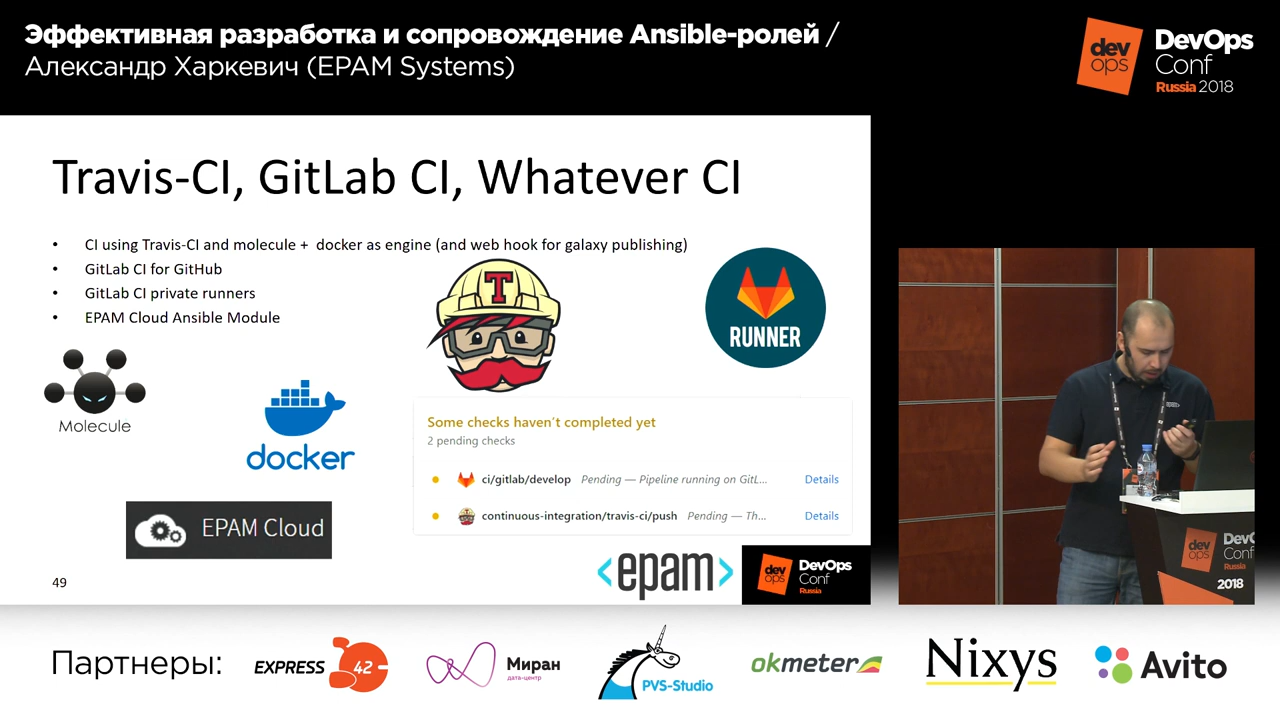 Эффективная разработка и сопровождение Ansible-ролей /
Александр Харкевич (EPAM Systems)
dev
ops
DevOps
Conf
Russia 2018
Travis-CI, GitLab CI, Whatever CI
• CI using Travis-CI and molecule + docker as engine (and web hook for galaxy publishing)
• GitLab CI for GitHub
• GitLab CI private runners
• EPAM Cloud Ansible Module
T
RUNNER
Molecule
docker
Some checks haven't completed yet
2 pending checks
ci/gitlab/develop Pending — Pipeline running on GitL... Details
continuous-integration/travis-ci/push Pending — Th... Details
EPAM Cloud
49
<epam>
dev
ops
DevOps
Conf
Russia
dev
ops
DevOps
Conf
Russia
2018
Партнеры:
EXPRESS 42
Миран
дата-центр
PVS-Studio
okmeter
Nixys
Avito